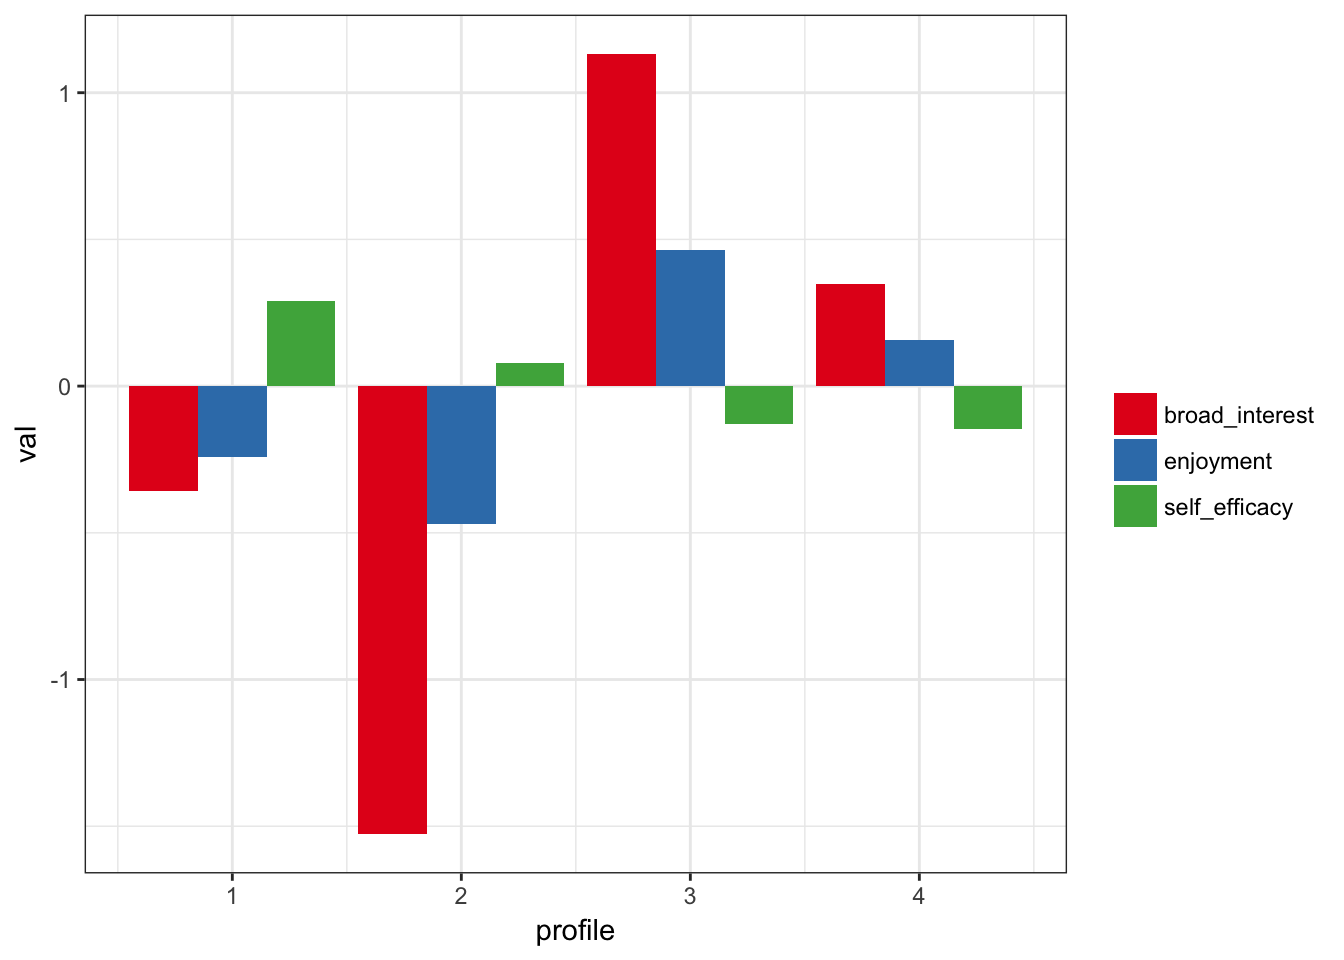 1
0
-1
val
1 2 3 4
profile
broad_interest
enjoyment
self_efficacy